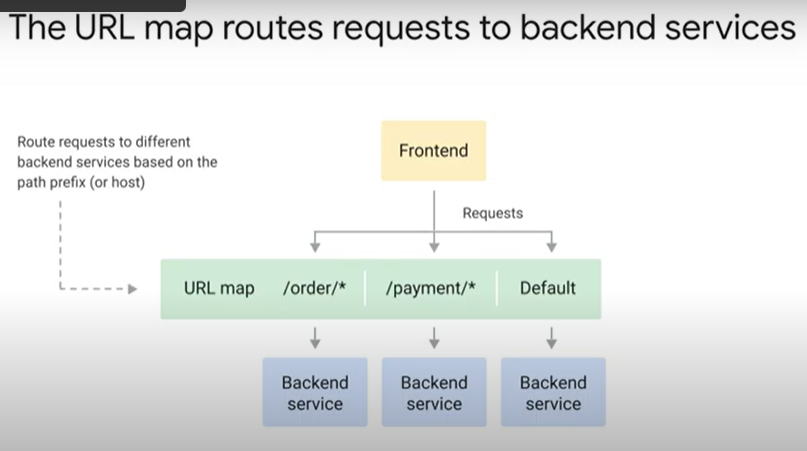 The URL map routes requests to backend services
Route requests to different
backend services based on the
path prefix (or host)
Frontend
Requests
URL map /order/* /payment/* Default
Backend
service
Backend
service
Backend
service